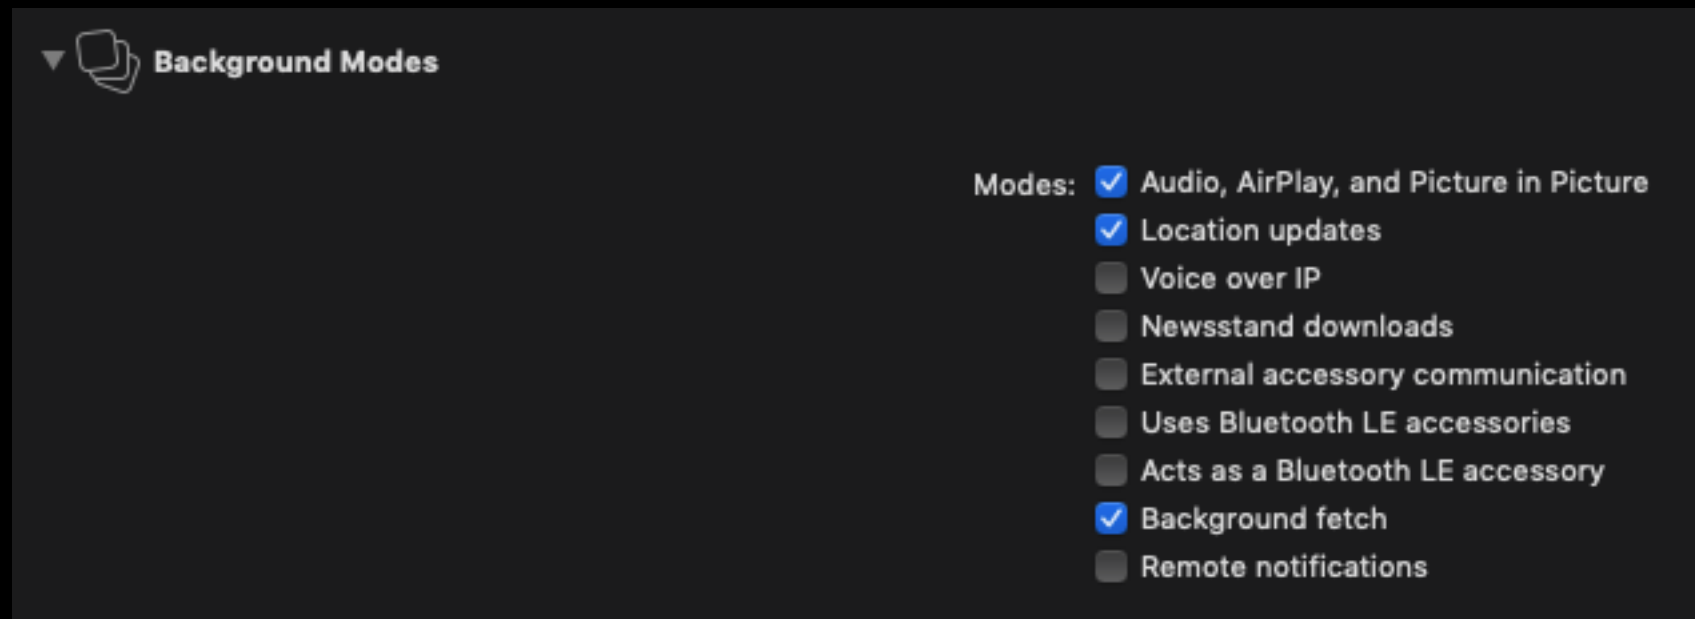 Background Modes
Modes: Audio, AirPlay, and Picture in Picture
Location updates
Voice over IP
Newsstand downloads
External accessory communication
Uses Bluetooth LE accessories
Acts as a Bluetooth LE accessory
Background fetch
Remote notifications